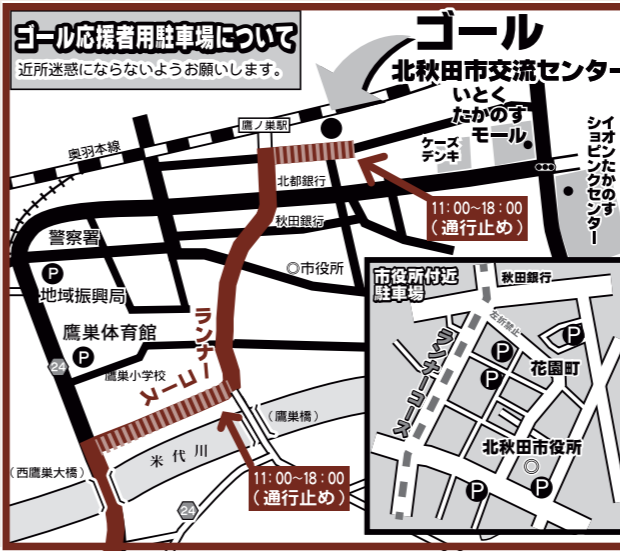 ゴール応援者用駐車場について
近所迷惑にならないようお願いします。
ゴール
北秋田市交流センター
いとく
たかのす
モール
ケーズ
デンキ
イオンたかのす
ショピングセンター
鷹ノ巣駅
奥羽本線
北都銀行
11:00~18:00
(通行止め)
秋田銀行
警察署
P
◎市役所
地域振興局
鷹巣体育館
P
24
鷹巣小学校
ランナーコース
(鷹巣橋)
米代川
(西鷹巣大橋)
24
11:00~18:00
(通行止め)
市役所付近
駐車場
秋田銀行
左折禁止
P
P
P
花園町
ランナーコース
北秋田市役所
◎
P
P